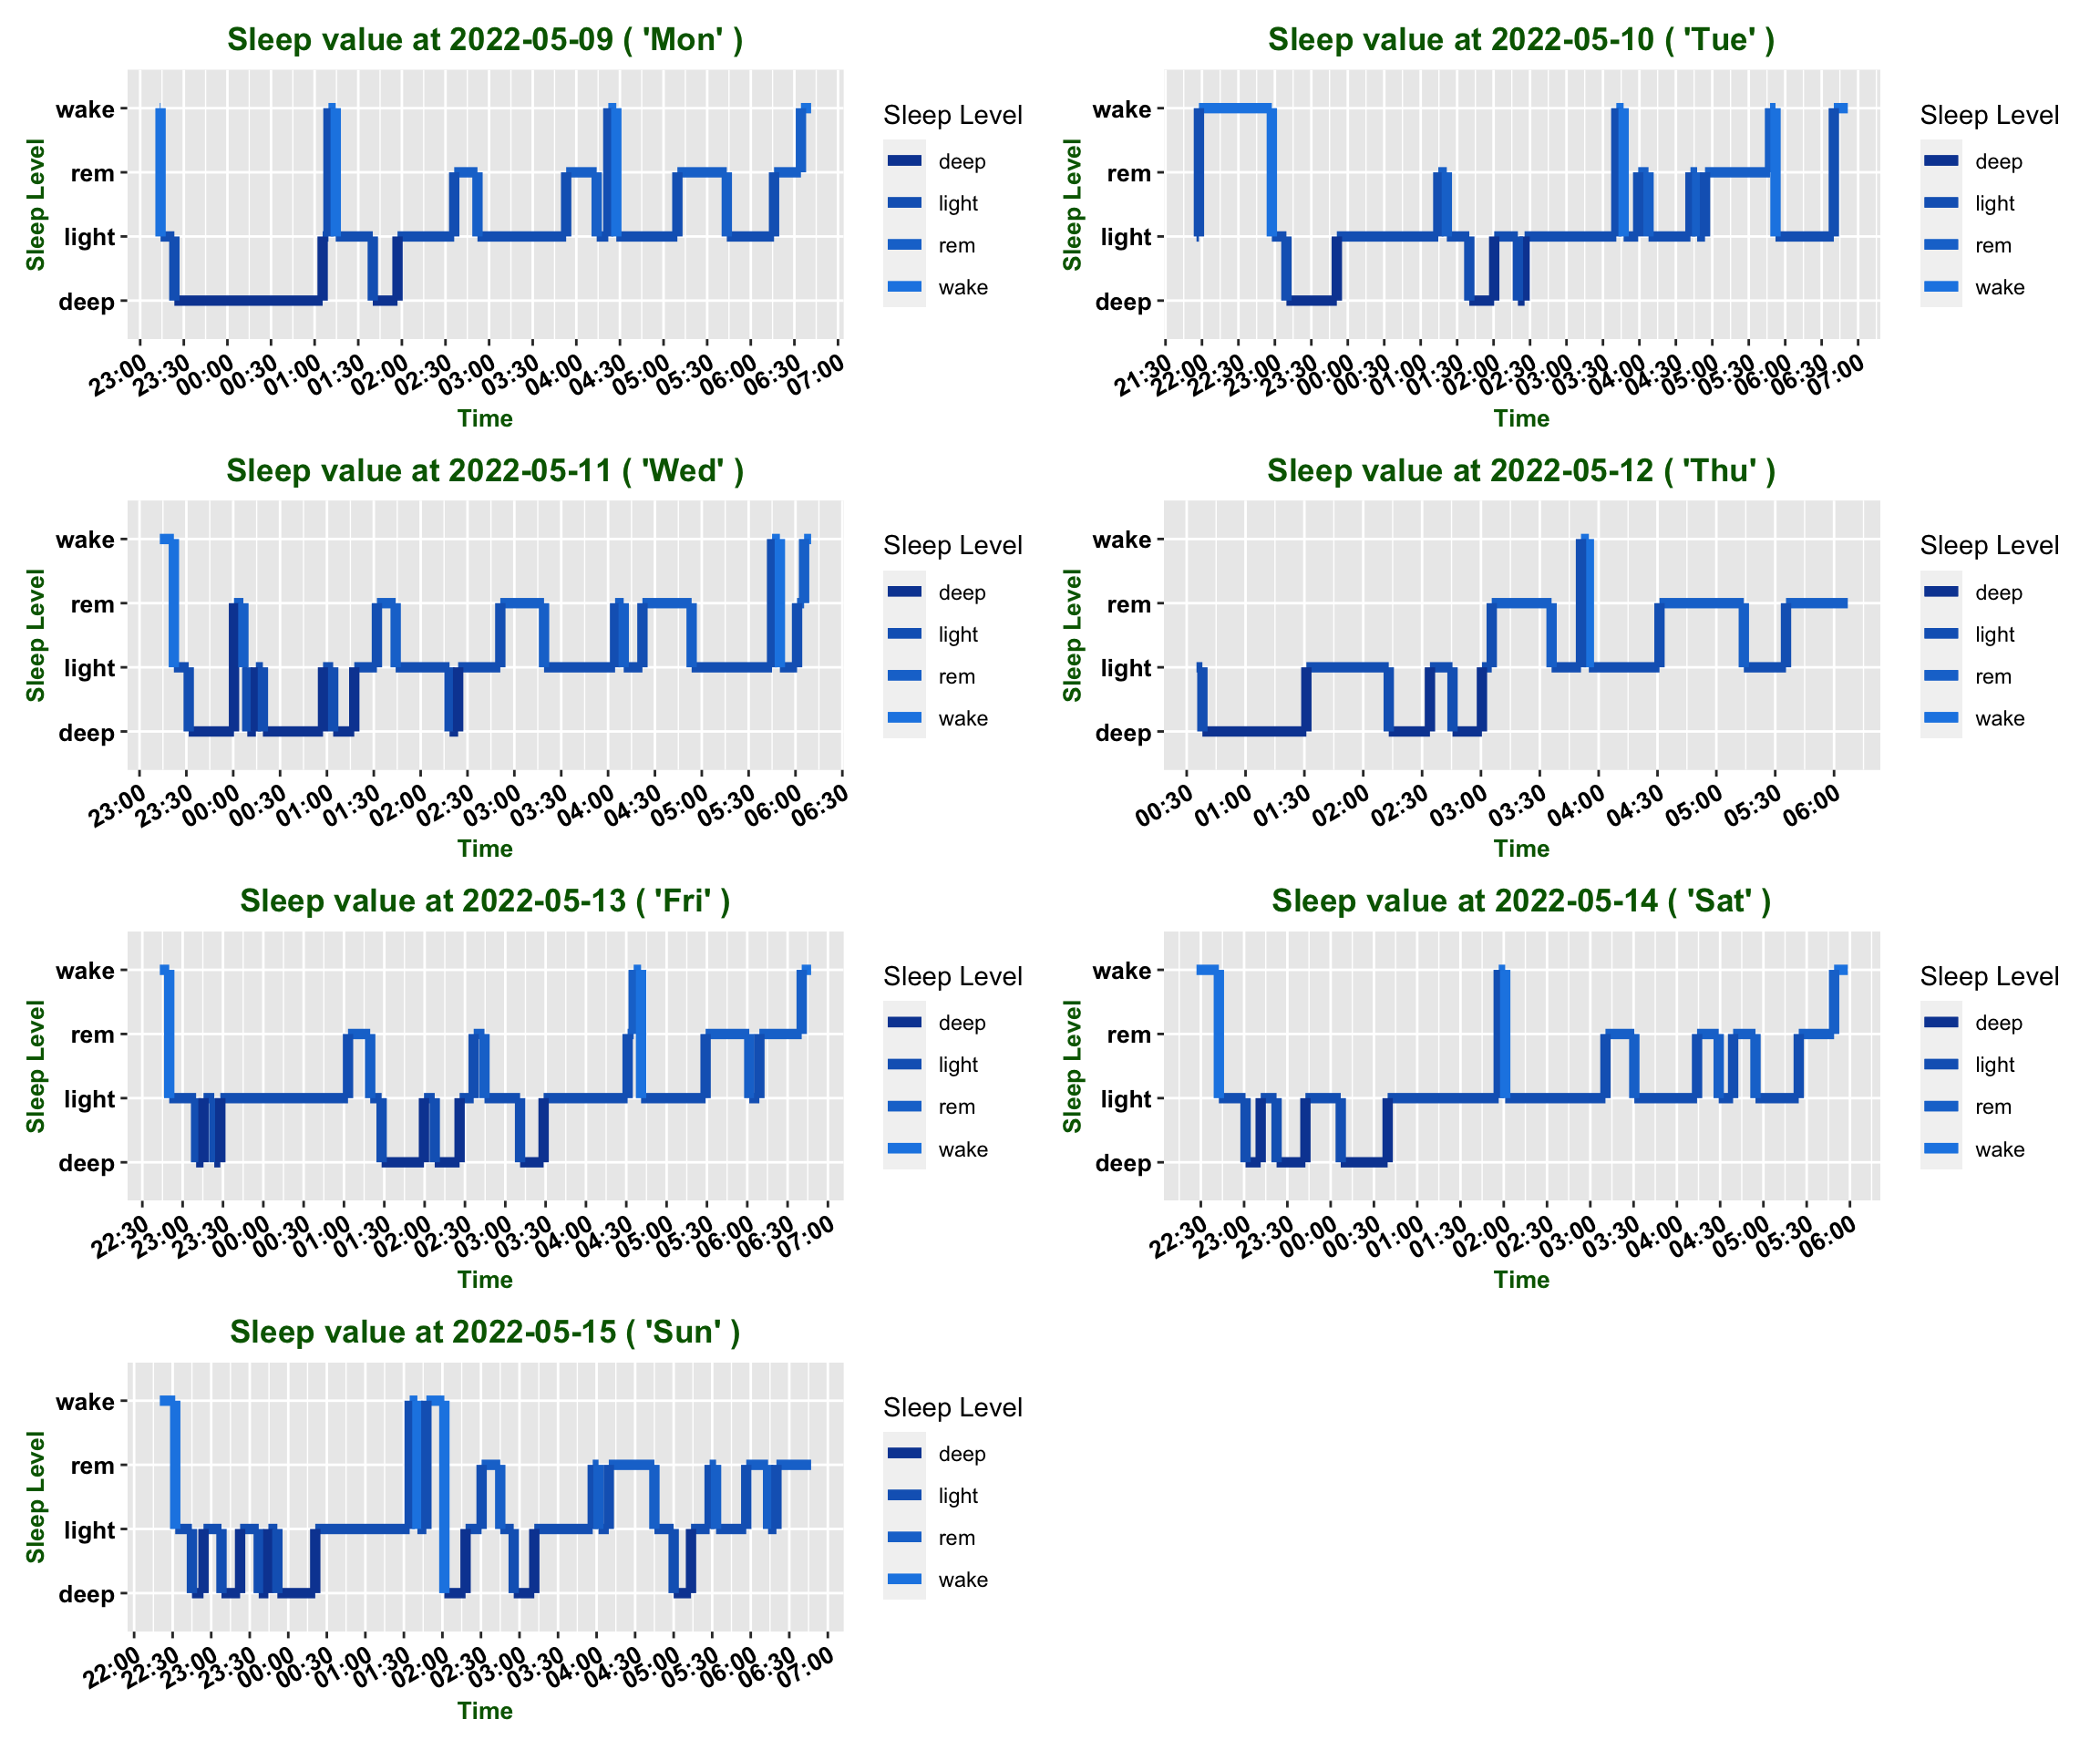 Sleep value at 2022-05-09 ( 'Mon' )
Sleep Level
wake
rem
light
deep
23:00 23:30 00:00 00:30 01:00 01:30 02:00 02:30 03:00 03:30 04:00 04:30 05:00 05:30 06:00 06:30 07:00
Time
Sleep Level
deep
light
rem
wake
Sleep value at 2022-05-10 ( 'Tue' )
Sleep Level
wake
rem
light
deep
21:30 22:00 22:30 23:00 23:30 00:00 00:30 01:00 01:30 02:00 02:30 03:00 03:30 04:00 04:30 05:00 05:30 06:00 06:30 07:00
Time
Sleep Level
deep
light
rem
wake
Sleep value at 2022-05-11 ( 'Wed' )
Sleep Level
wake
rem
light
deep
23:00 23:30 00:00 00:30 01:00 01:30 02:00 02:30 03:00 03:30 04:00 04:30 05:00 05:30 06:00 06:30
Time
Sleep Level
deep
light
rem
wake
Sleep value at 2022-05-12 ( 'Thu' )
Sleep Level
wake
rem
light
deep
00:30 01:00 01:30 02:00 02:30 03:00 03:30 04:00 04:30 05:00 05:30 06:00
Time
Sleep Level
deep
light
rem
wake
Sleep value at 2022-05-13 ( 'Fri' )
Sleep Level
wake
rem
light
deep
22:30 23:00 23:30 00:00 00:30 01:00 01:30 02:00 02:30 03:00 03:30 04:00 04:30 05:00 05:30 06:00 06:30 07:00
Time
Sleep Level
deep
light
rem
wake
Sleep value at 2022-05-14 ( 'Sat' )
Sleep Level
wake
rem
light
deep
22:30 23:00 23:30 00:00 00:30 01:00 01:30 02:00 02:30 03:00 03:30 04:00 04:30 05:00 05:30 06:00
Time
Sleep Level
deep
light
rem
wake
Sleep value at 2022-05-15 ( 'Sun' )
Sleep Level
wake
rem
light
deep
22:00 22:30 23:00 23:30 00:00 00:30 01:00 01:30 02:00 02:30 03:00 03:30 04:00 04:30 05:00 05:30 06:00 06:30 07:00
Time
Sleep Level
deep
light
rem
wake